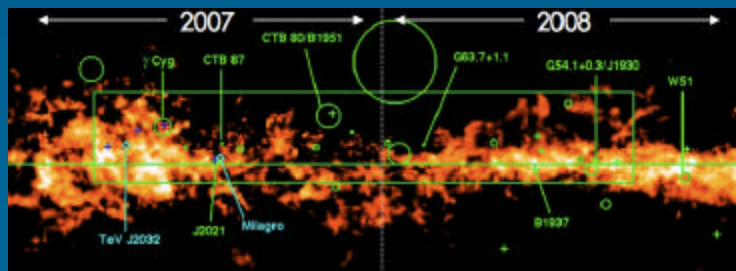 2007 2008
CTB 80/B1951
γ Cyg
CTB 87
G63.7+1.1
G54.1+0.3/J1930
W51
TeV J2032
J2021
Milagro
B1937